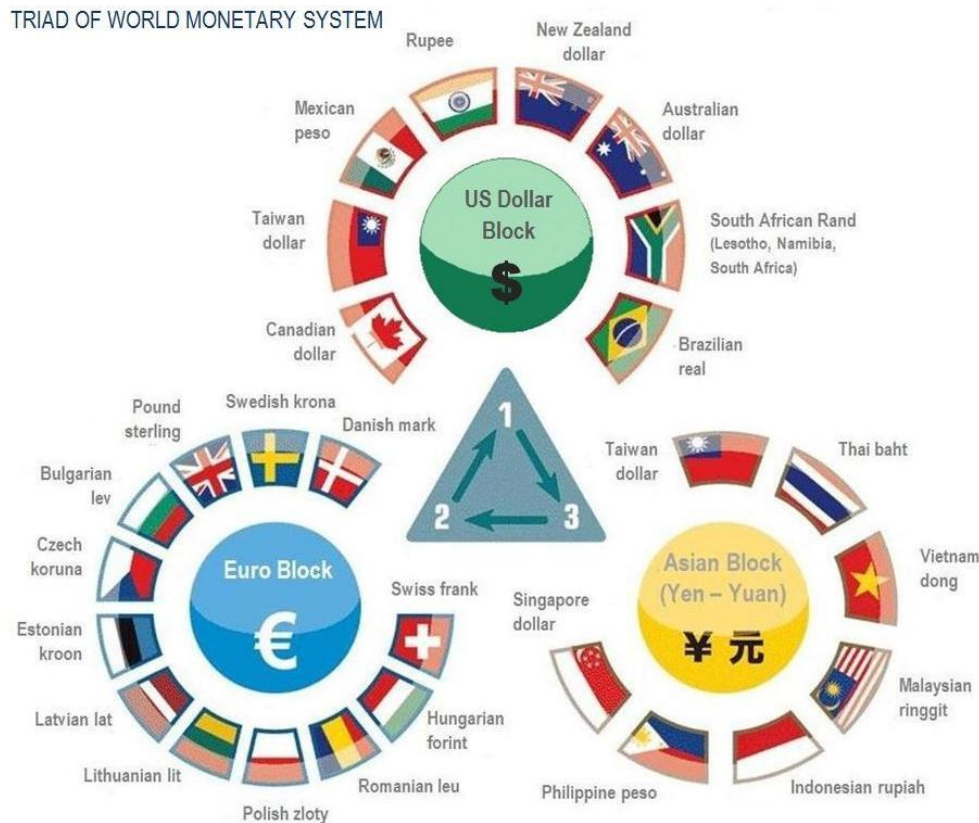 TRIAD OF WORLD MONETARY SYSTEM
Rupee
New Zealand
dollar
Mexican
peso
Australian
dollar
Taiwan
dollar
US Dollar
Block
$
South African Rand
(Lesotho, Namibia,
South Africa)
Canadian
dollar
Brazilian
real
1
2
3
Pound
sterling
Swedish krona
Danish mark
Bulgarian
lev
Czech
koruna
Euro Block
€
Swiss frank
Estonian
kroon
Latvian lat
Hungarian
forint
Lithuanian lit
Romanian leu
Polish zloty
Taiwan
dollar
Thai baht
Vietnam
dong
Asian Block
(Yen – Yuan)
¥ 元
Singapore
dollar
Malaysian
ringgit
Philippine peso
Indonesian rupiah